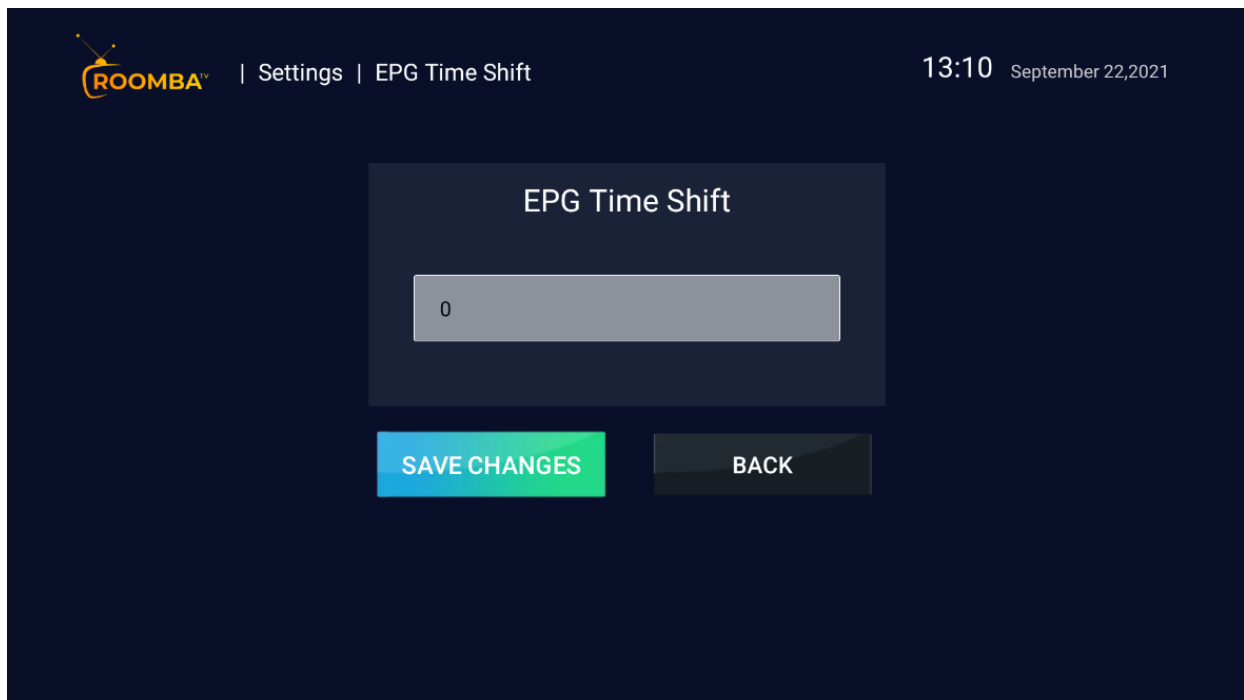 ROOMBA TV | Settings | EPG Time Shift 13:10 September 22,2021
EPG Time Shift
0
SAVE CHANGES BACK